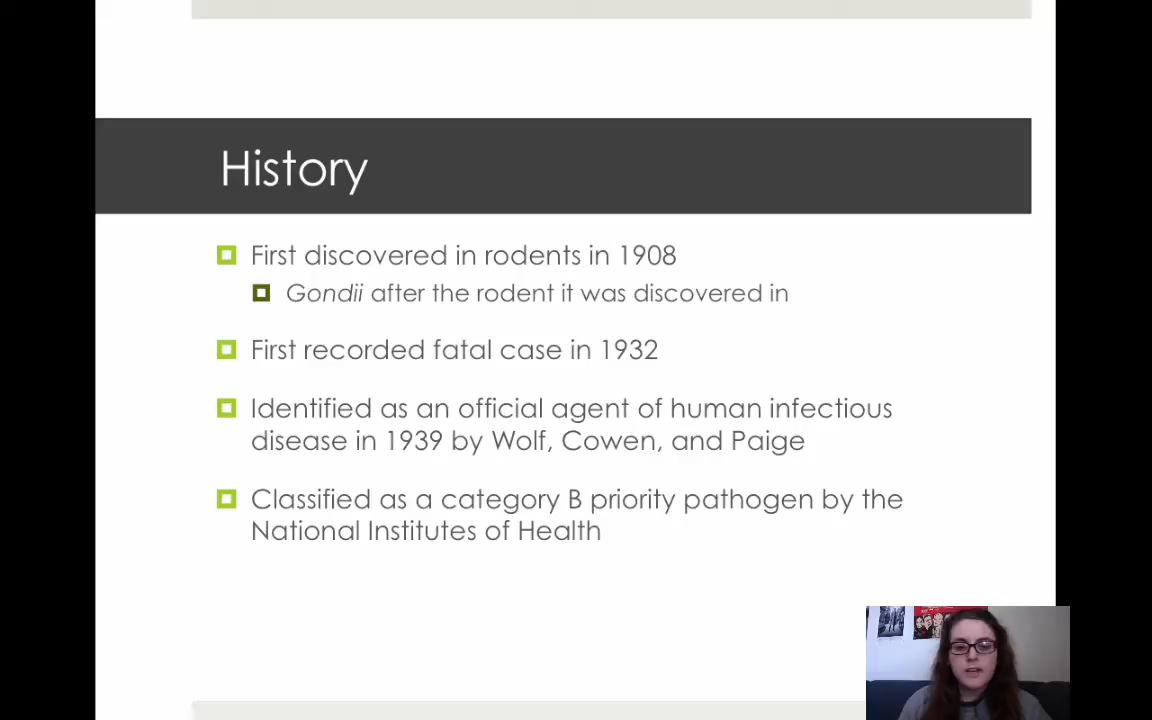 History
First discovered in rodents in 1908
Gondii after the rodent it was discovered in
First recorded fatal case in 1932
Identified as an official agent of human infectious
disease in 1939 by Wolf, Cowen, and Paige
Classified as a category B priority pathogen by the
National Institutes of Health